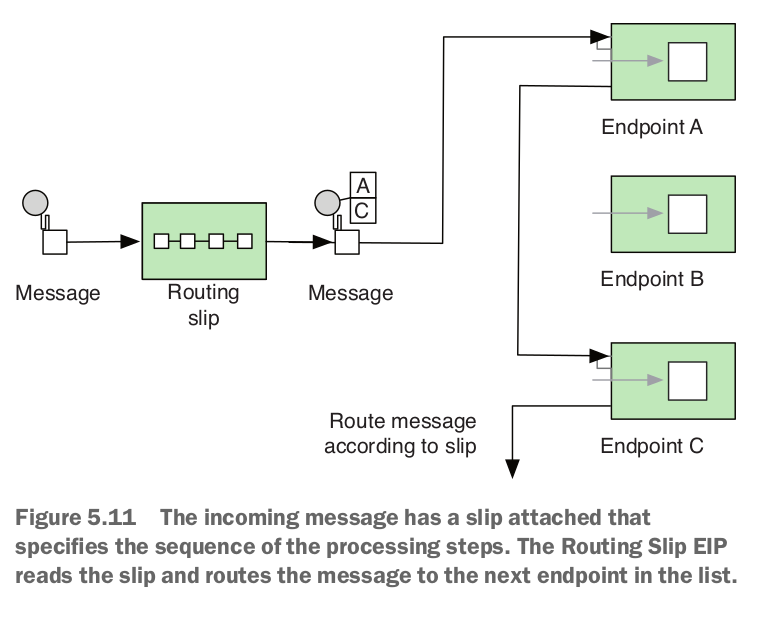 Endpoint A
A
C
Endpoint B
Message
Routing
slip
Message
Route message
according to slip
Endpoint C
Figure 5.11 The incoming message has a slip attached that
specifies the sequence of the processing steps. The Routing Slip EIP
reads the slip and routes the message to the next endpoint in the list.